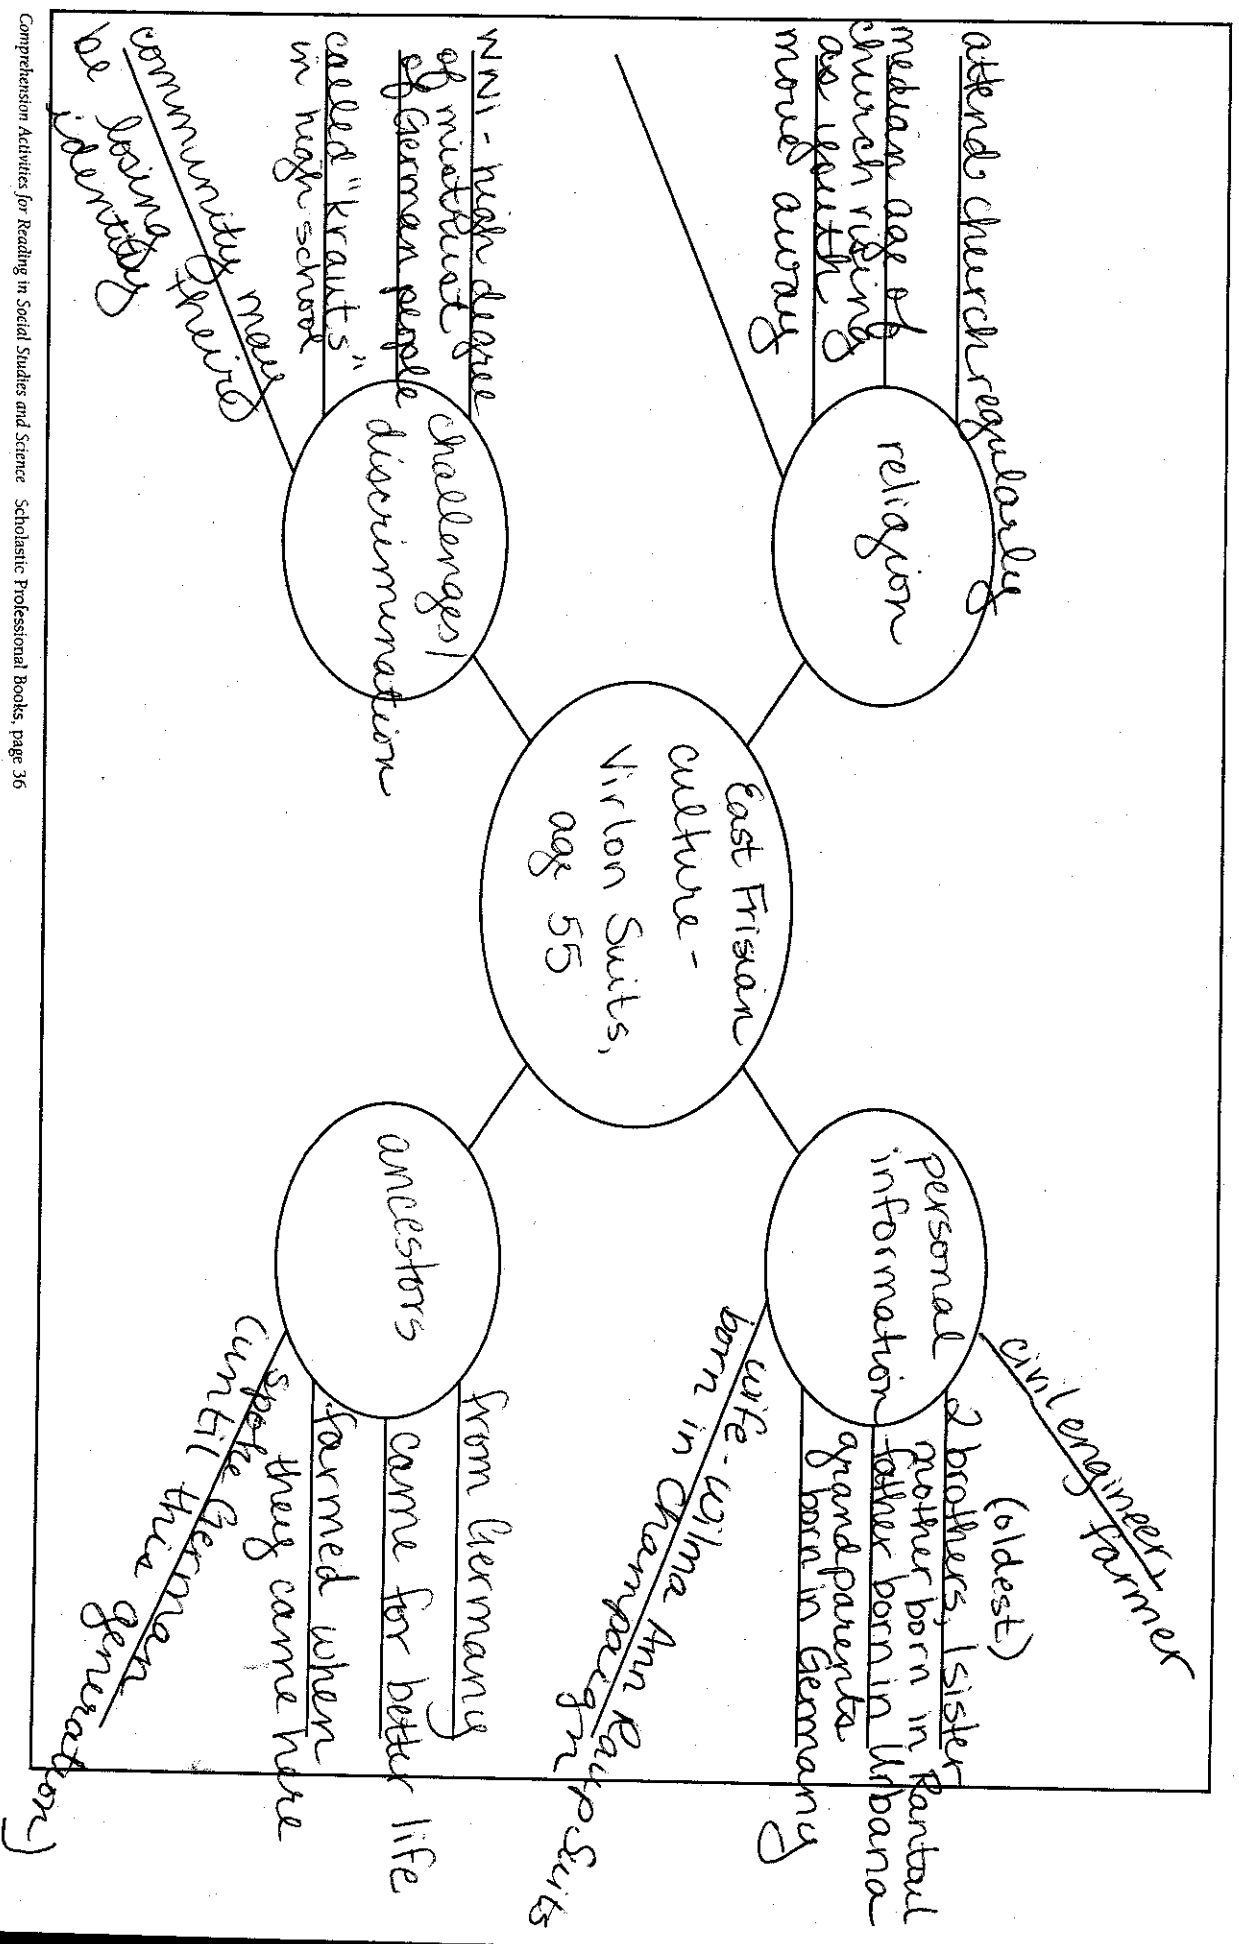 attend church regularly
median age of
church rising
as youth
moved away
religion
civil engineer,
farmer
(oldest)
2 brothers, 1 sister
mother born in Rantoul
father born in Urbana
grandparents
born in Germany
wife - Wilma Ann Raup Suits
born in Champaign
Personal
information
East Frisian
culture -
Virlon Suits,
age 55
WWI - high degree
of mistrust
of German people
called "krauts"
in high school
community may
be losing their
identity
challenges/
discrimination
ancestors
from Germany
came for better life
farmed when
they came here
spoke German
(until this generation)
Comprehension Activities for Reading in Social Studies and Science Scholastic Professional Books, page 36